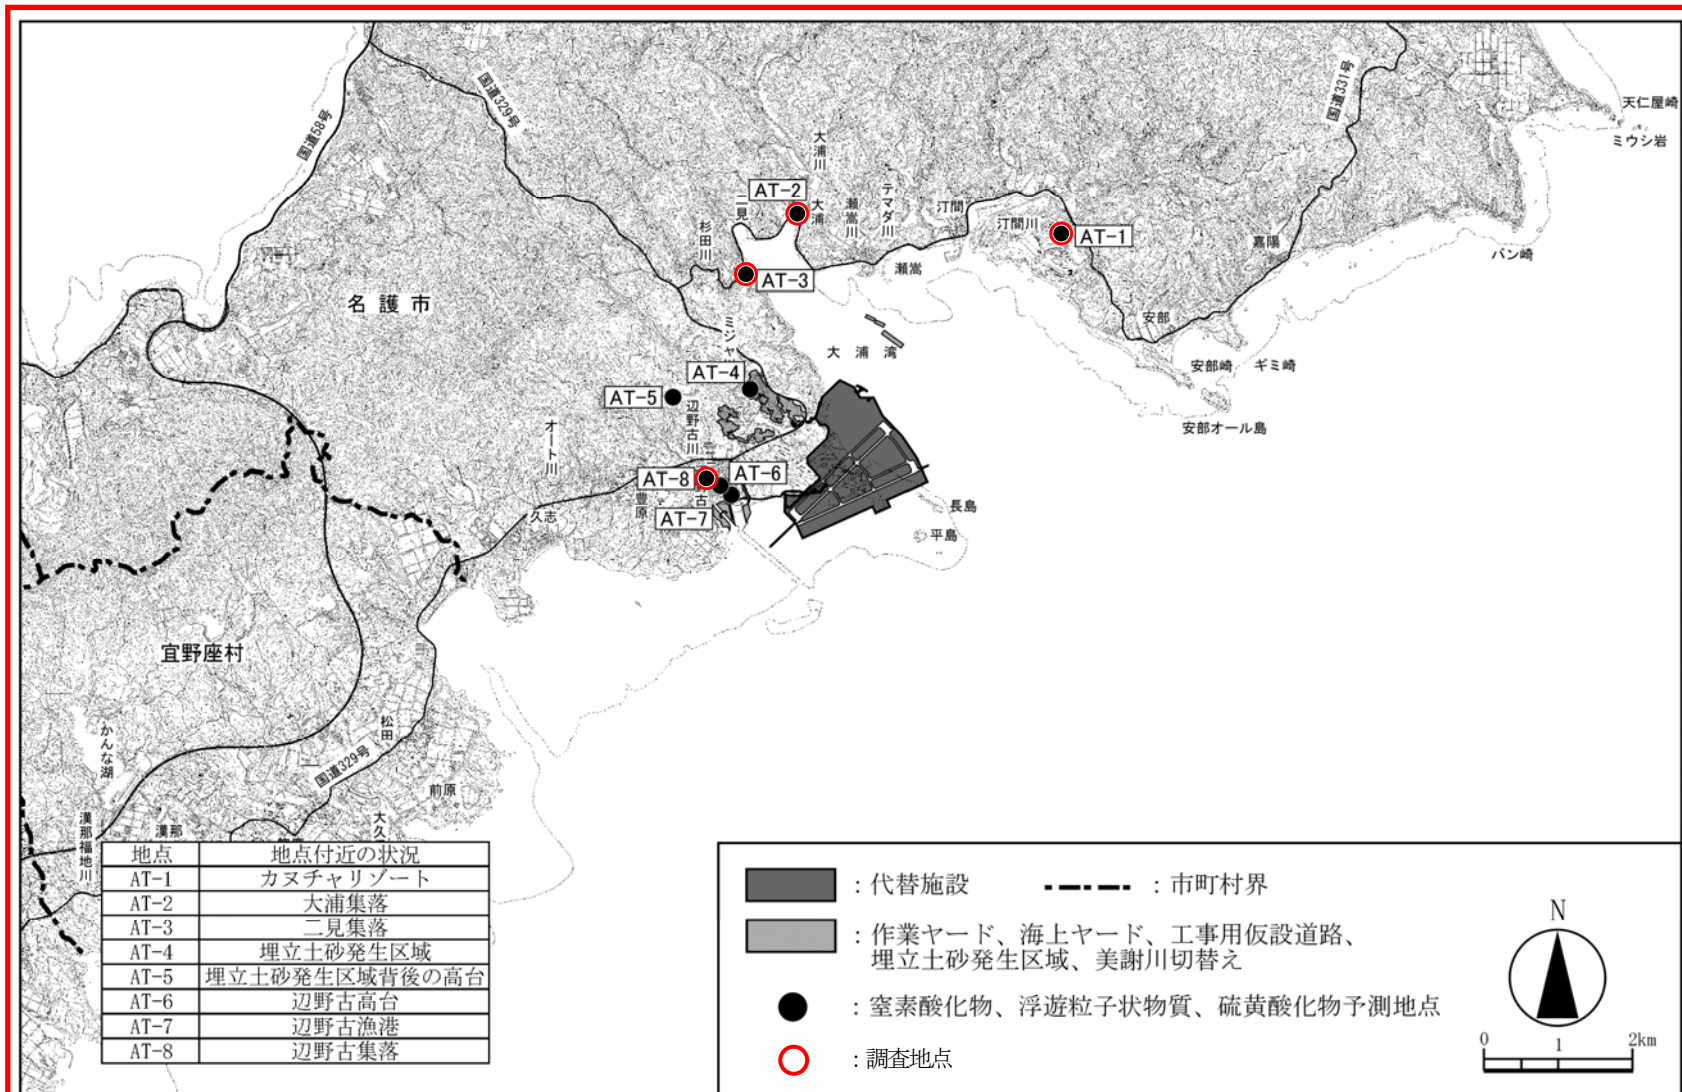 国道58号
国道329号
国道331号
天仁屋崎
ミウシ岩
大浦川
AT-2
二見
大浦
瀬嵩川
テマダ川
汀間
汀間川
AT-1
嘉陽
バン崎
杉田川
AT-3
瀬嵩
名護市
安部
大浦湾
安部崎
ギミ崎
安部オール島
AT-4
AT-5
辺野古川
オート川
AT-8
AT-6
AT-7
豊原
久志
長島
平島
宜野座村
かんな湖
松田
国道329号
前原
漢那福地川
漢那
大久
地点 地点付近の状況
AT-1 カヌチャリゾート
AT-2 大浦集落
AT-3 二見集落
AT-4 埋立土砂発生区域
AT-5 埋立土砂発生区域背後の高台
AT-6 辺野古高台
AT-7 辺野古漁港
AT-8 辺野古集落
：代替施設
：市町村界
：作業ヤード、海上ヤード、工事用仮設道路、
埋立土砂発生区域、美謝川切替え
：窒素酸化物、浮遊粒子状物質、硫黄酸化物予測地点
：調査地点
N
0 1 2km